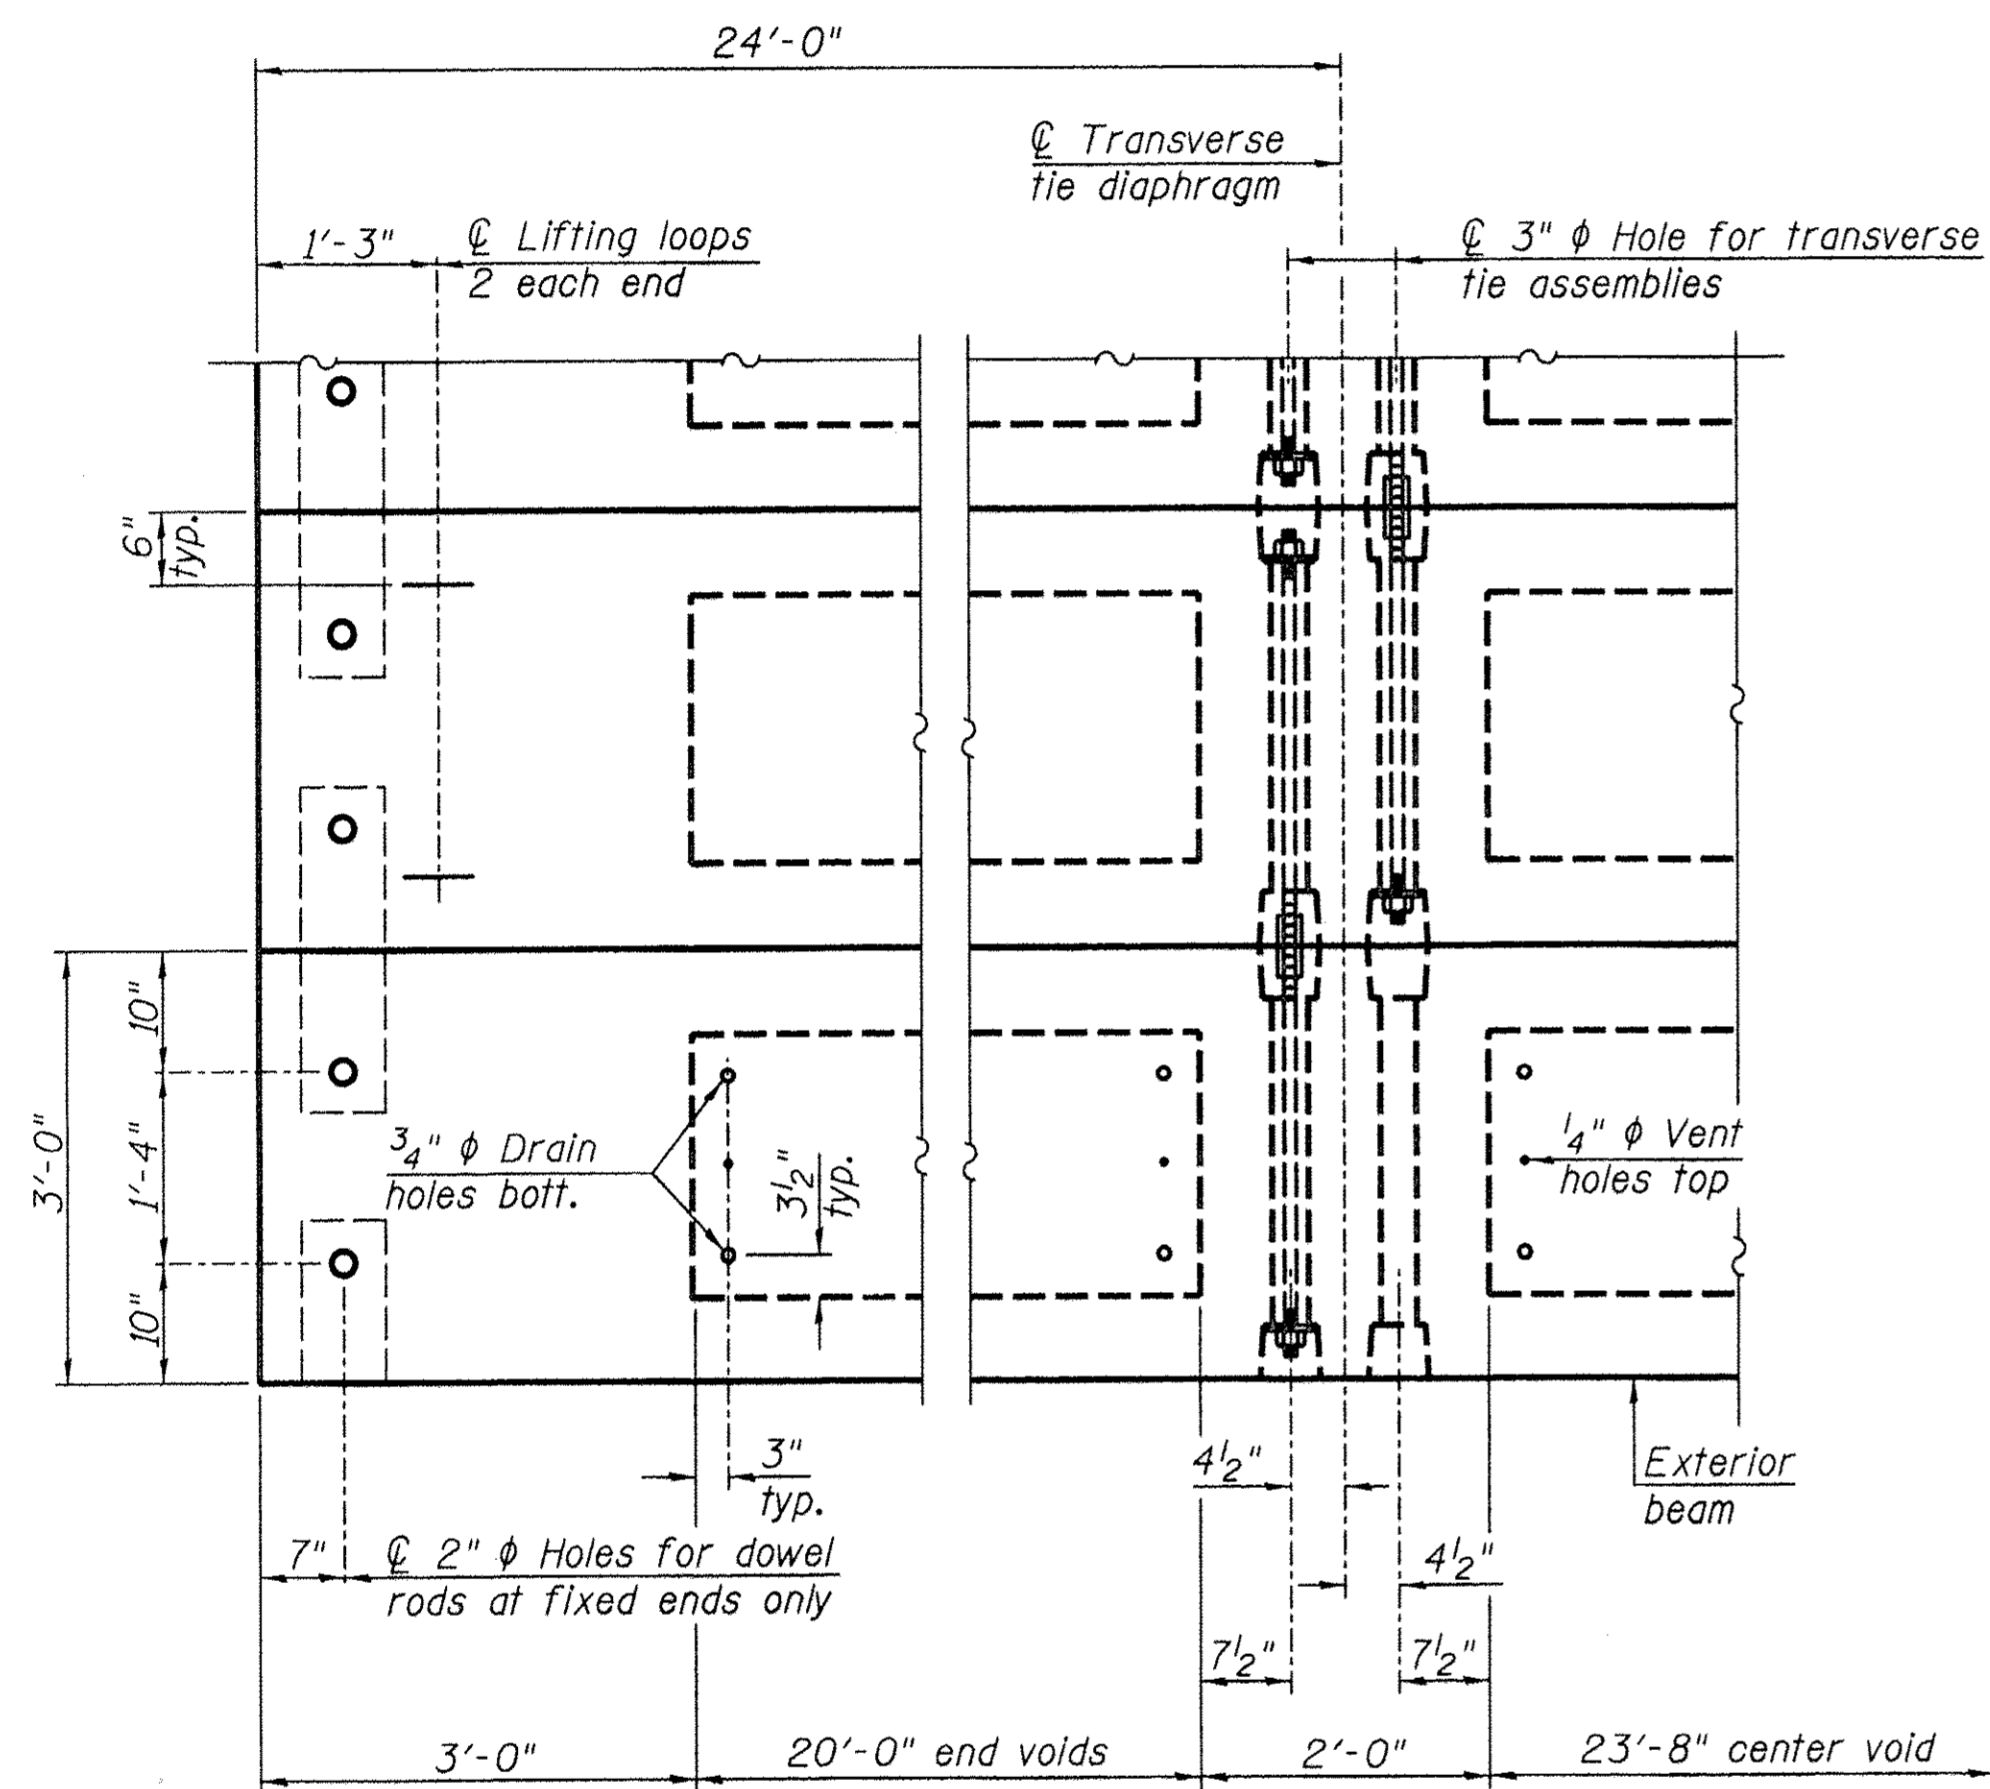 24'-0"
℄ Transverse
tie diaphragm
1'-3"
℄ Lifting loops
2 each end
℄ 3" ϕ Hole for transverse
tie assemblies
6"
typ.
3'-0"
10"
1'-4"
10"
3/4" ϕ Drain
holes bott.
3 1/2"
typ.
1/4" ϕ Vent
holes top
3"
typ.
4 1/2"
Exterior
beam
7"
℄ 2" ϕ Holes for dowel
rods at fixed ends only
4 1/2"
7 1/2"
7 1/2"
3'-0"
20'-0" end voids
2'-0"
23'-8" center void